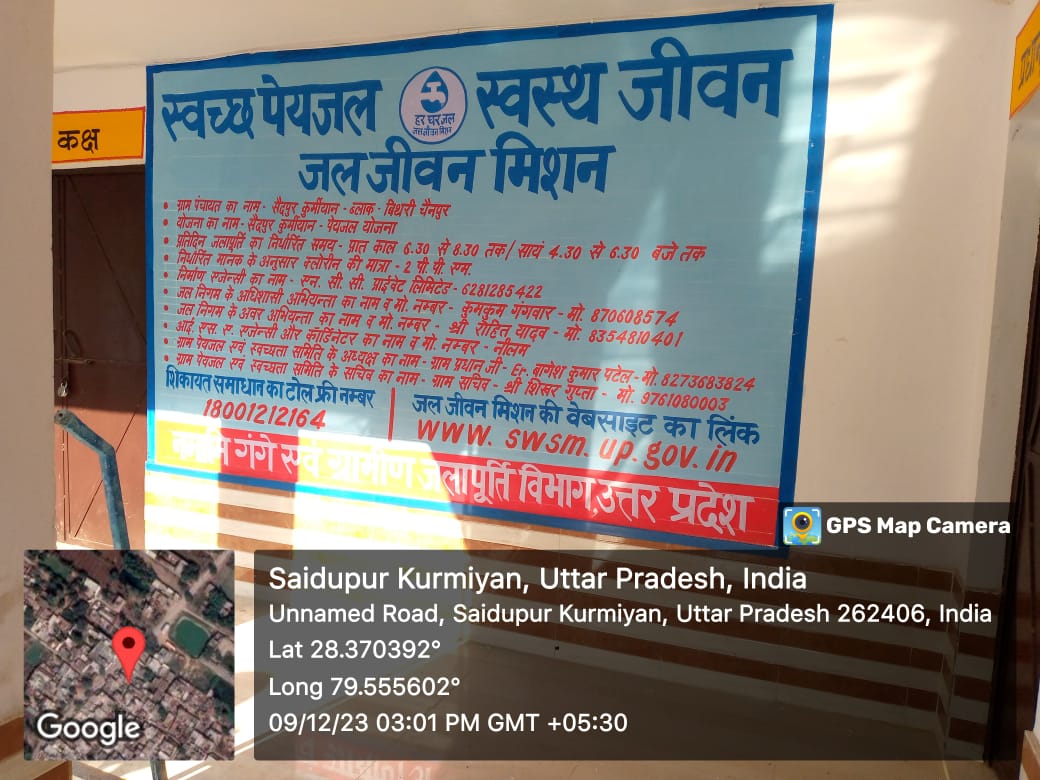 कक्ष
स्वच्छ पेयजल
हर घर जल
जल जीवन मिशन
स्वस्थ जीवन
जल जीवन मिशन
• ग्राम पंचायत का नाम - सैदपुर कुर्मीयान - ब्लाक - बिथरी चैनपुर
• योजना का नाम - सैदपुर कुर्मीयान - पेयजल योजना
• प्रतिदिन जलापूर्ति का निर्धारित समय - प्रात काल 6.30 से 8.30 तक/ सायं 4.30 से 6.30 बजे तक
• निर्धारित मानक के अनुसार क्लोरीन की मात्रा - 2 पी. पी. एम.
• निर्माण एजेन्सी का नाम - एन. सी. सी. प्राईवेट लिमिटेड - 6281285422
• जल निगम के अधिशासी अभियन्ता का नाम व मो. नम्बर - कुमकुम गंगवार - मो. 870608574
• जल निगम के अवर अभियन्ता का नाम व मो. नम्बर - श्री रोहित यादव - मो. 8354810401
• आई. एस. ए. एजेन्सी और कॉर्डिनेटर का नाम व मो. नम्बर - नीलम
• ग्राम पेयजल एवं स्वच्छता समिति के अध्यक्ष का नाम - ग्राम प्रधान जी - Er. बागेश कुमार पटेल - मो. 8273683824
• ग्राम पेयजल एवं स्वच्छता समिति के सचिव का नाम - ग्राम सचिव - श्री शिखर गुप्ता - मो. 9761080003
शिकायत समाधान का टोल फ्री नम्बर
18001212164
जल जीवन मिशन की वेबसाइट का लिंक
www. swsm. up. gov. in
नमामि गंगे एवं ग्रामीण जलापूर्ति विभाग, उत्तर प्रदेश
GPS Map Camera
Saidupur Kurmiyan, Uttar Pradesh, India
Unnamed Road, Saidupur Kurmiyan, Uttar Pradesh 262406, India
Lat 28.370392°
Long 79.555602°
09/12/23 03:01 PM GMT +05:30
Google